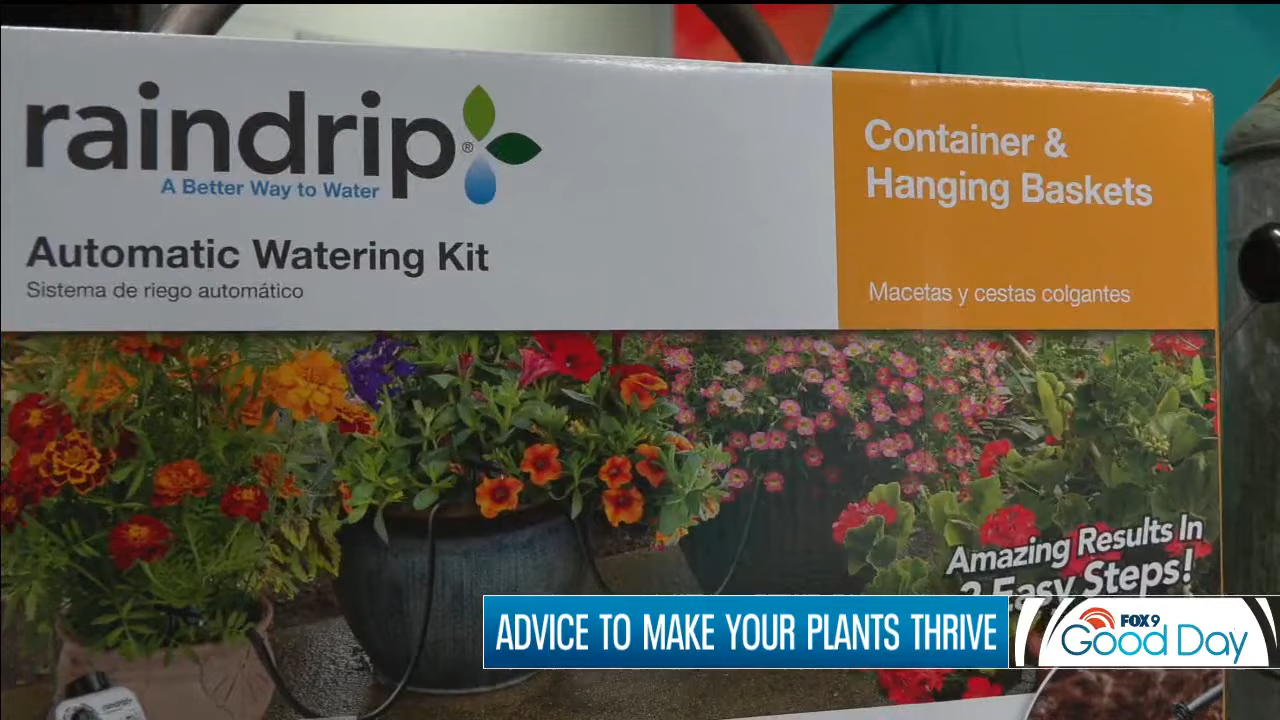 raindrip®
A Better Way to Water
Automatic Watering Kit
Sistema de riego automático
Container &
Hanging Baskets
Macetas y cestas colgantes
Amazing Results In
Easy Steps!
ADVICE TO MAKE YOUR PLANTS THRIVE
FOX 9
Good Day